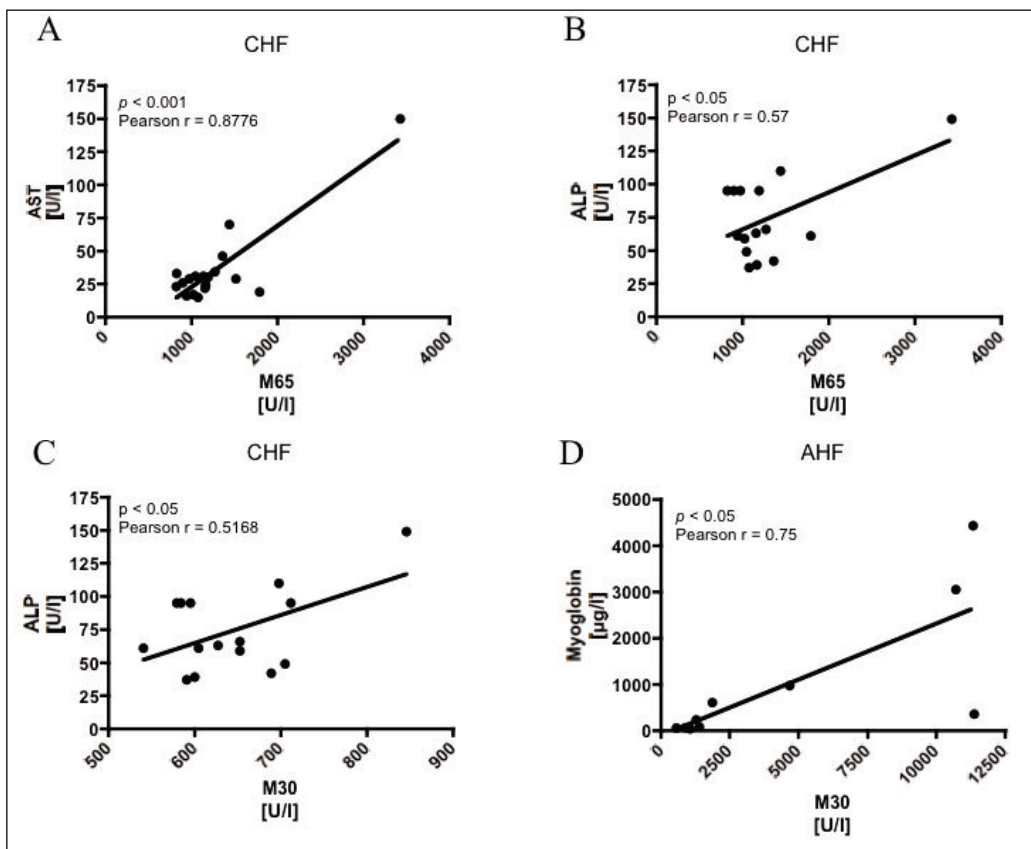 A
CHF
p < 0.001
Pearson r = 0.8776
AST
[U/l]
175
150
125
100
75
50
25
0
0
1000
2000
3000
4000
M65
[U/l]
B
CHF
p < 0.05
Pearson r = 0.57
ALP
[U/l]
175
150
125
100
75
50
25
0
0
1000
2000
3000
4000
M65
[U/l]
C
CHF
p < 0.05
Pearson r = 0.5168
ALP
[U/l]
175
150
125
100
75
50
25
0
500
600
700
800
900
M30
[U/l]
D
AHF
p < 0.05
Pearson r = 0.75
Myoglobin
[µg/l]
5000
4000
3000
2000
1000
0
0
2500
5000
7500
10000
12500
M30
[U/l]